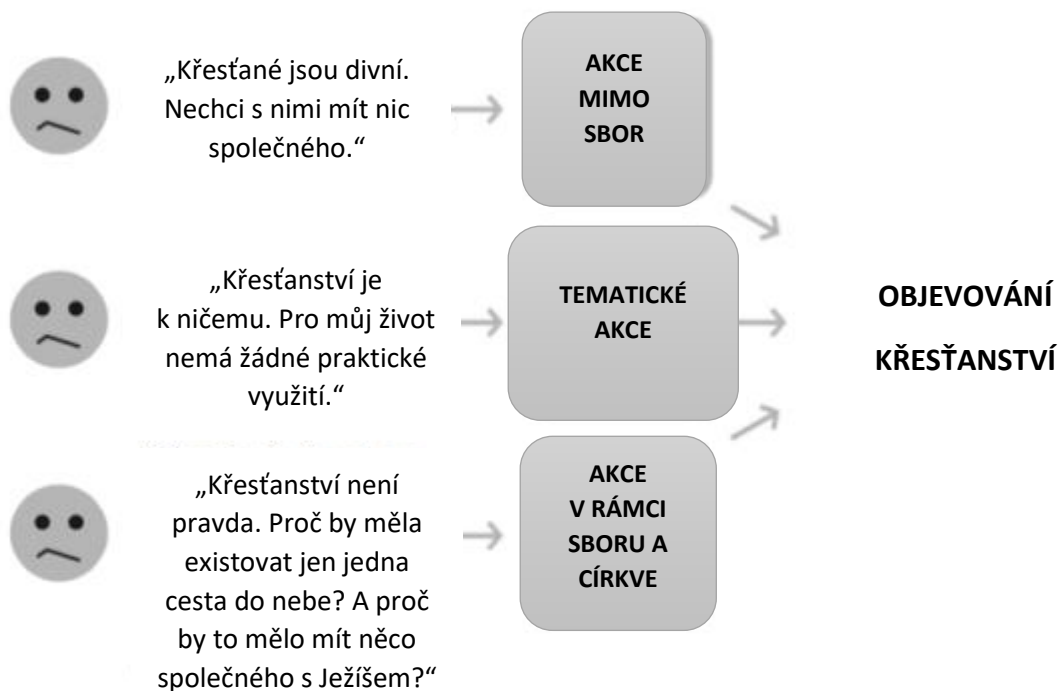 „Křesťané jsou divní.
Nechci s nimi mít nic
společného.“
AKCE
MIMO
SBOR
„Křesťanství je
k ničemu. Pro můj život
nemá žádné praktické
využití.“
TEMATICKÉ
AKCE
OBJEVOVÁNÍ
KŘESŤANSTVÍ
„Křesťanství není
pravda. Proč by měla
existovat jen jedna
cesta do nebe? A proč
by to mělo mít něco
společného s Ježíšem?“
AKCE
V RÁMCI
SBORU A
CÍRKVE